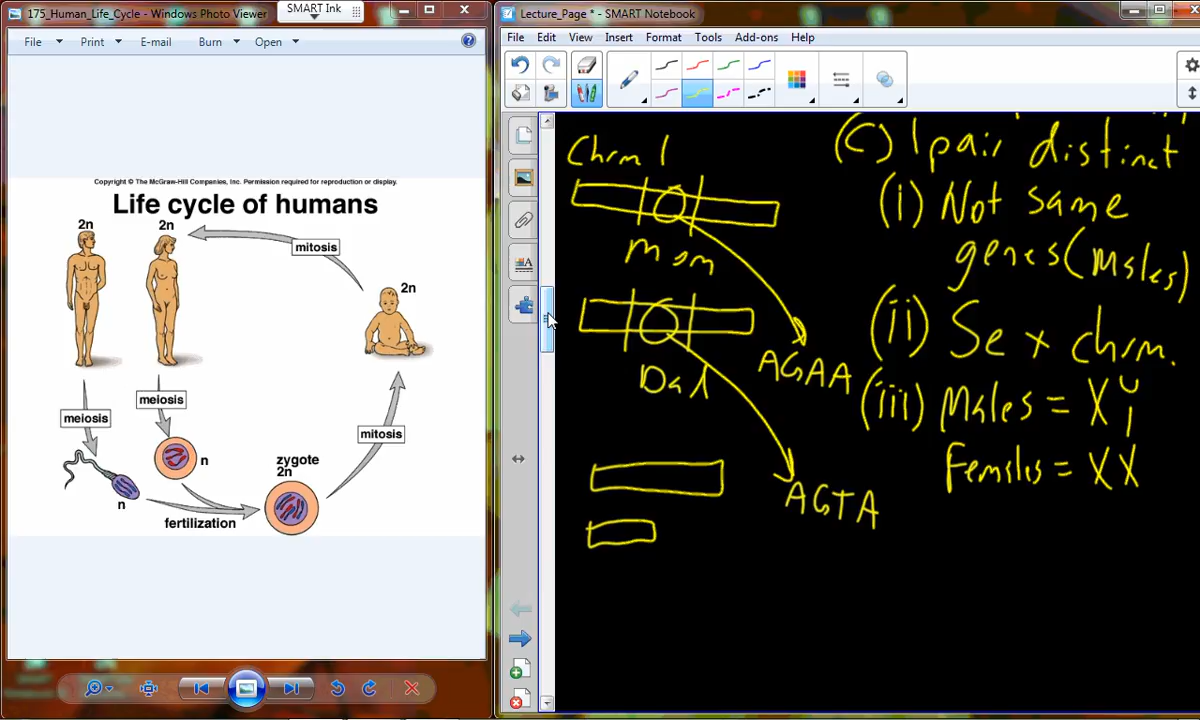 175_Human_Life_Cycle - Windows Photo Viewer
SMART Ink
File Print E-mail Burn Open
Copyright © The McGraw-Hill Companies, Inc. Permission required for reproduction or display.
Life cycle of humans
2n
2n
mitosis
2n
meiosis
meiosis
mitosis
n
zygote
2n
n
fertilization
Lecture_Page * - SMART Notebook
File Edit View Insert Format Tools Add-ons Help
Chrm 1
Mom
Dad
AGAA
AGTA
(C) 1 pair distinct
(i) Not same
genes (Males)
(ii) Sex chrm.
(iii) Males = XY
Females = XX